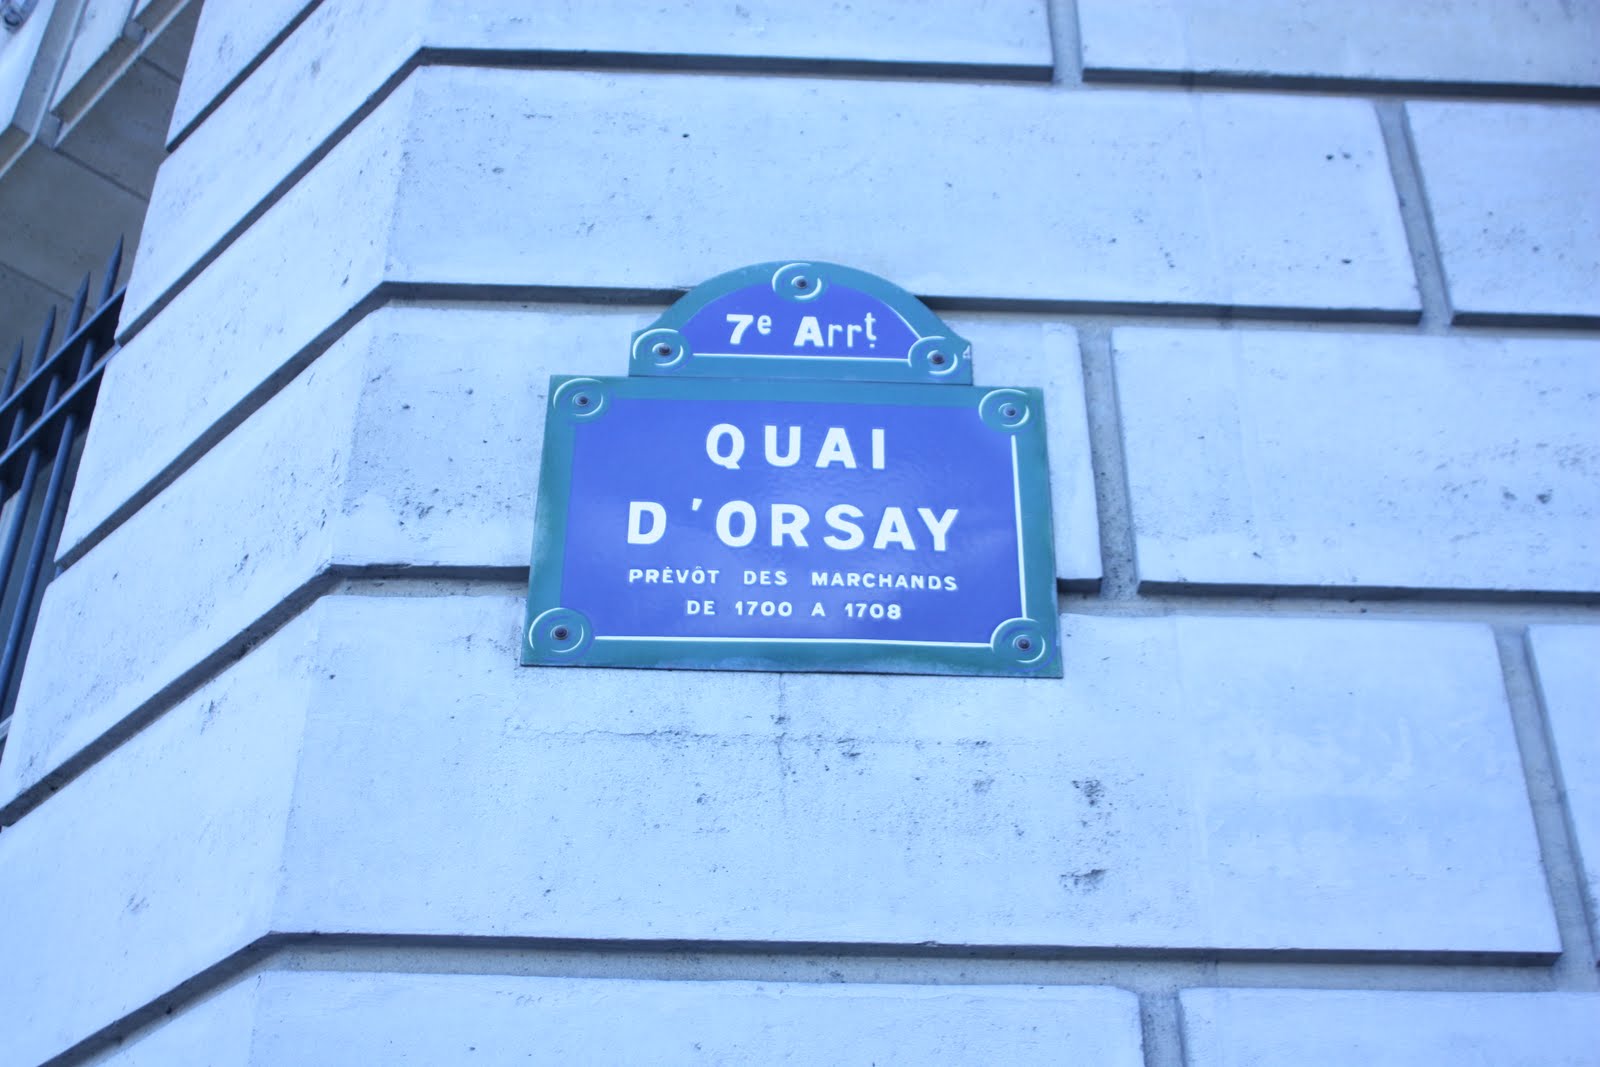 7e Arrt.
QUAI
D'ORSAY
PRÉVÔT DES MARCHANDS
DE 1700 A 1708